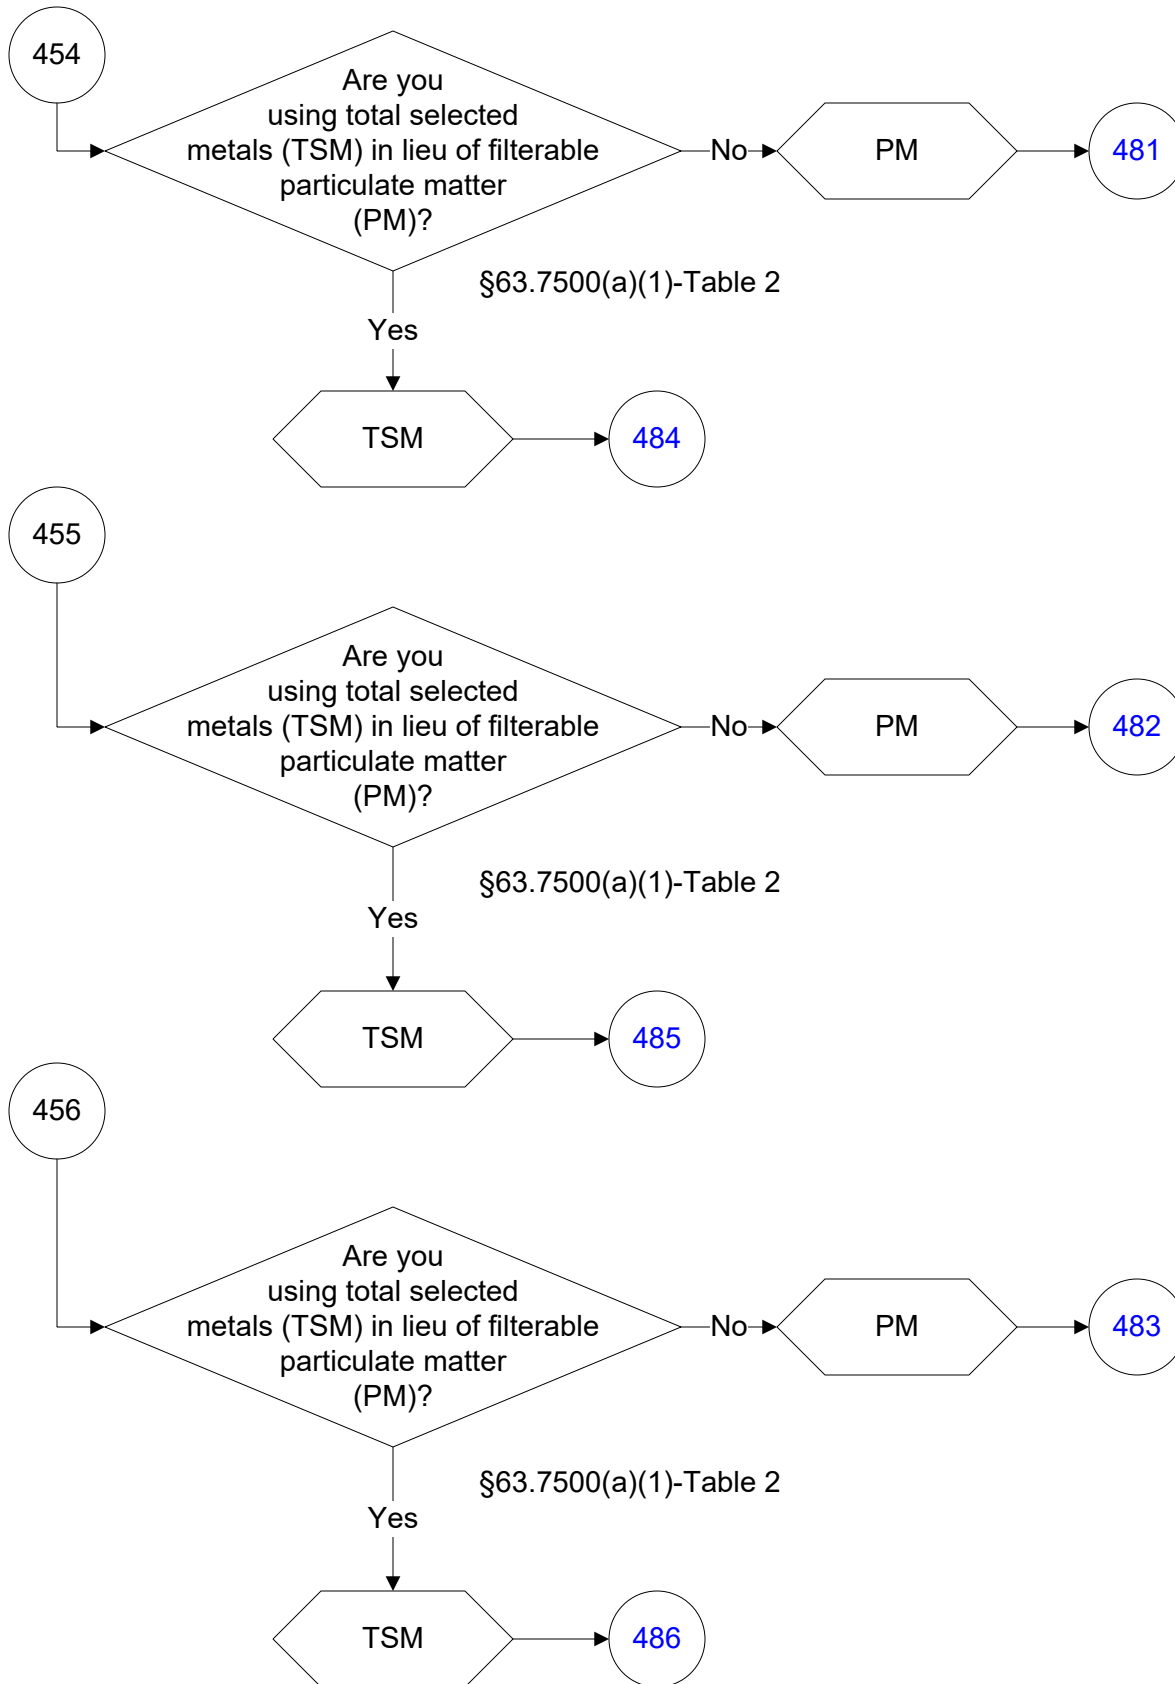 454
Are you
using total selected
metals (TSM) in lieu of filterable
particulate matter
(PM)?
No
PM
481
§63.7500(a)(1)-Table 2
Yes
TSM
484
455
Are you
using total selected
metals (TSM) in lieu of filterable
particulate matter
(PM)?
No
PM
482
§63.7500(a)(1)-Table 2
Yes
TSM
485
456
Are you
using total selected
metals (TSM) in lieu of filterable
particulate matter
(PM)?
No
PM
483
§63.7500(a)(1)-Table 2
Yes
TSM
486